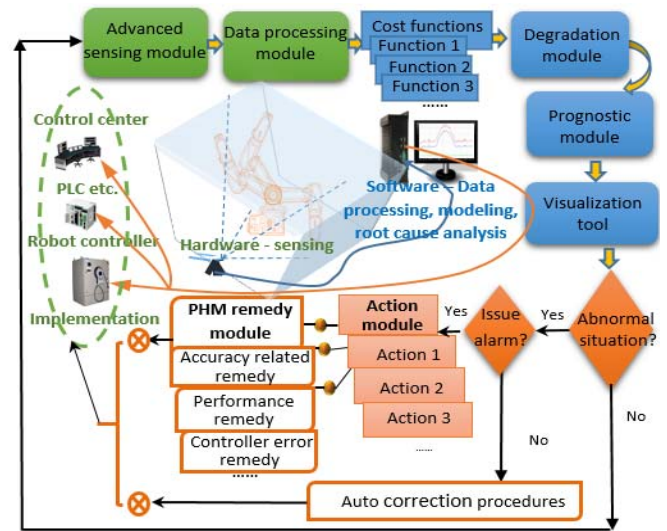 Advanced
sensing module
Data processing
module
Cost functions
Function 1
Function 2
Function 3
......
Degradation
module
Prognostic
module
Visualization
tool
Control center
PLC etc.
Robot controller
Implementation
Hardware - sensing
Software – Data
processing, modeling,
root cause analysis
Abnormal
situation?
Yes
No
Issue
alarm?
Yes
No
Action
module
Action 1
Action 2
Action 3
......
PHM remedy
module
Accuracy related
remedy
Performance
remedy
Controller error
remedy
......
Auto correction procedures